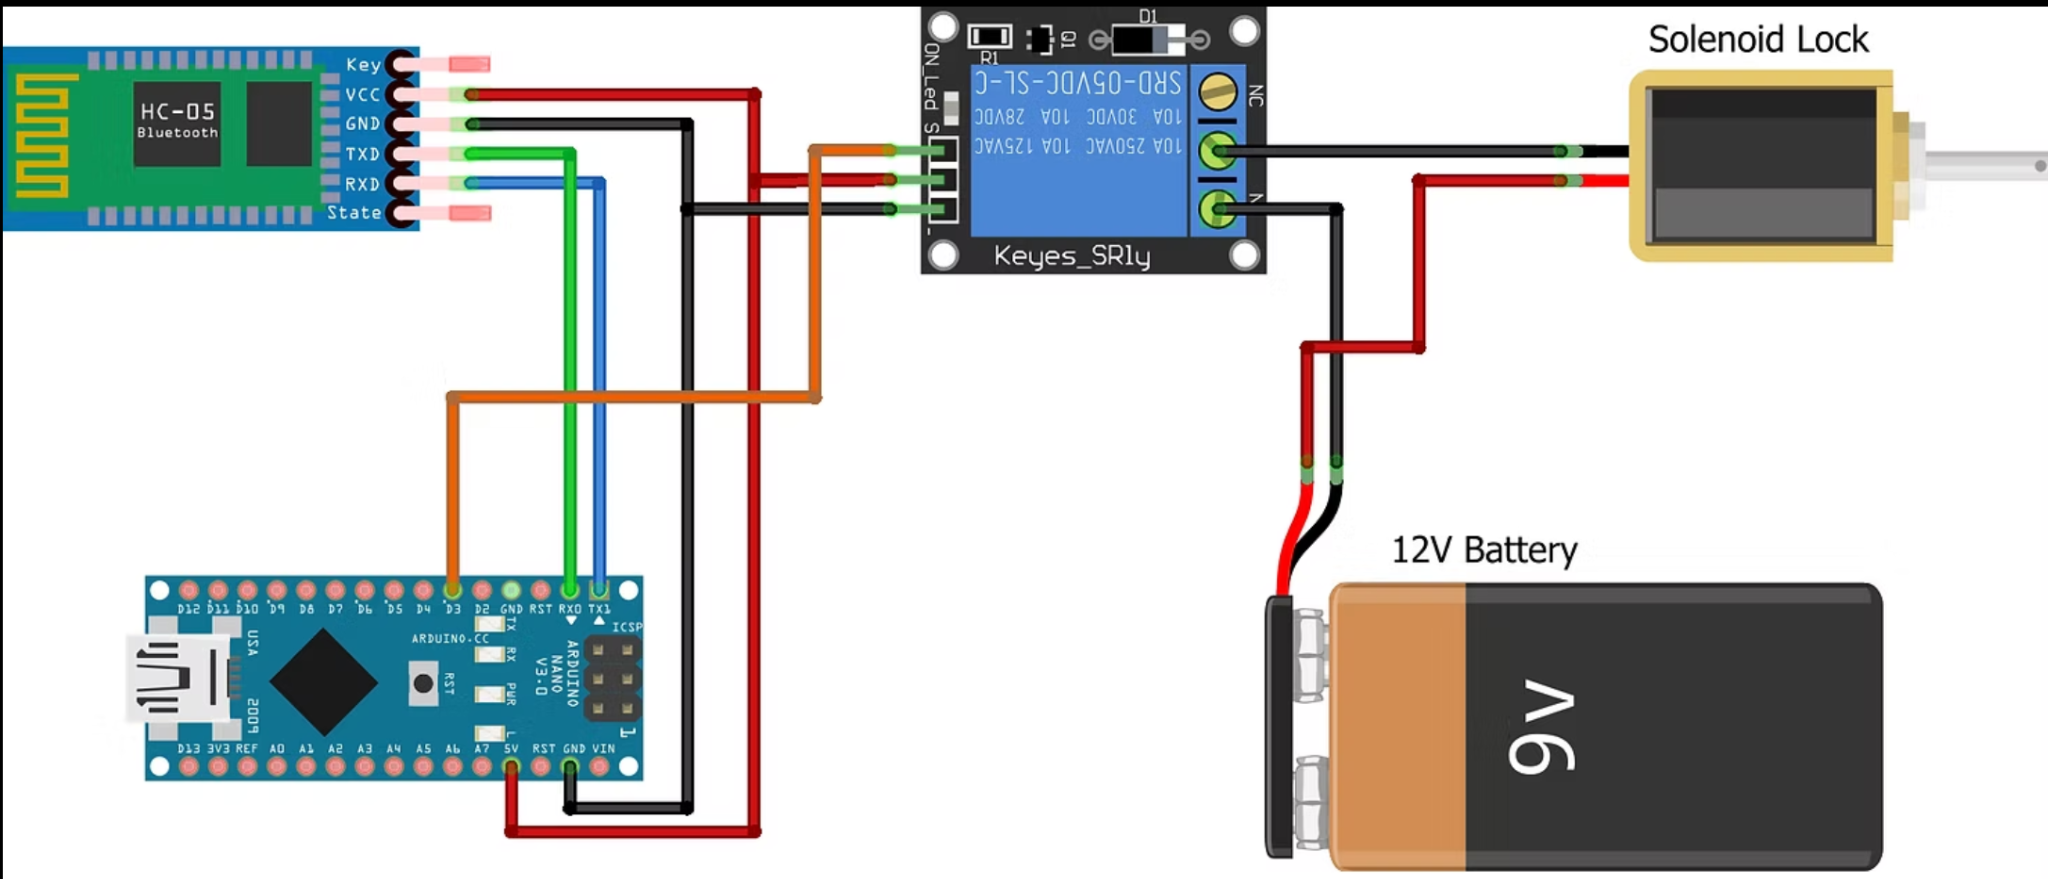 Solenoid Lock
HC-05
Bluetooth
Key
VCC
GND
TXD
RXD
State
D1
Q1
R1
ON_Led
S
-
SRD-05VDC-SL-C
10A 30VDC 10A 28VDC
10A 250VAC 10A 125VAC
NC
N
Keyes_SRly
12V Battery
9v
D12 D11 D10 D9 D8 D7 D6 D5 D4 D3 D2 GND RST RX0 TX1
ICSP
ARDUINO.CC
USA
2009
TX
RX
PWR
L
RST
ARDUINO
NANO
V3.0
1
D13 3V3 REF A0 A1 A2 A3 A4 A5 A6 A7 5V RST GND VIN